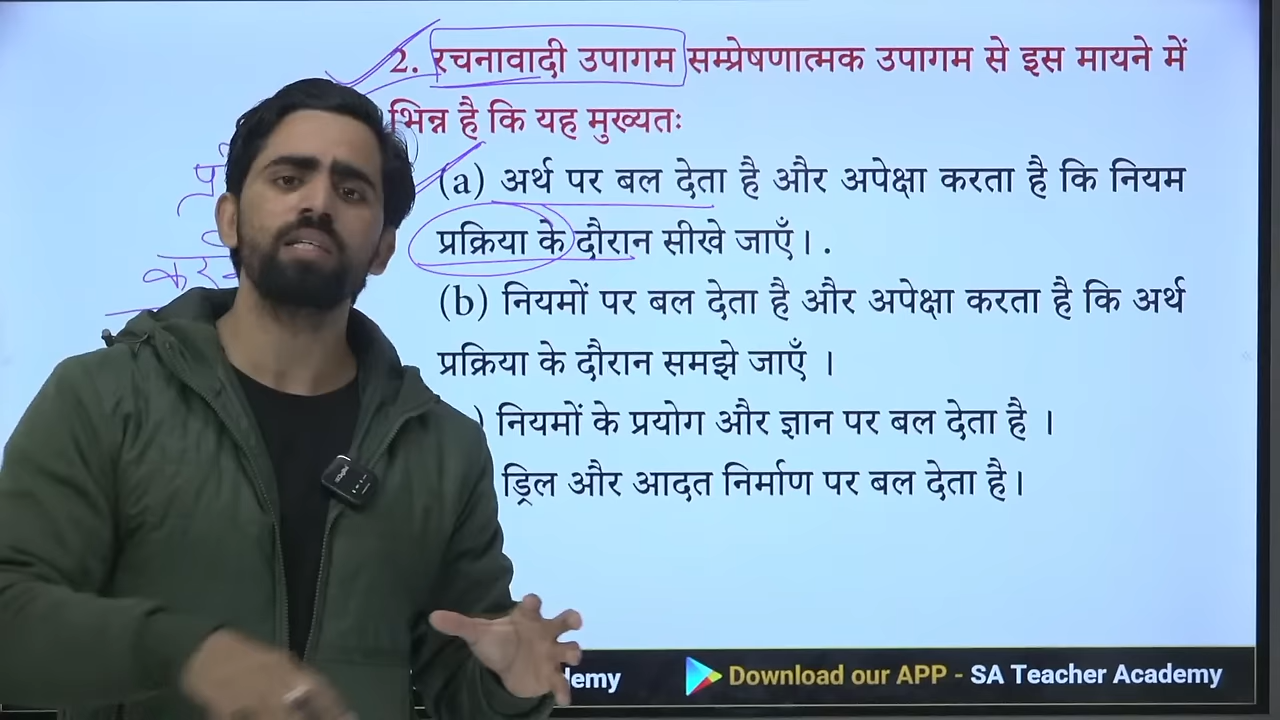 2. रचनावादी उपागम सम्प्रेषणात्मक उपागम से इस मायने में
भिन्न है कि यह मुख्यतः
(a) अर्थ पर बल देता है और अपेक्षा करता है कि नियम
प्रक्रिया के दौरान सीखे जाएँ। .
(b) नियमों पर बल देता है और अपेक्षा करता है कि अर्थ
प्रक्रिया के दौरान समझे जाएँ ।
) नियमों के प्रयोग और ज्ञान पर बल देता है ।
ड्रिल और आदत निर्माण पर बल देता है।
Download our APP - SA Teacher Academy